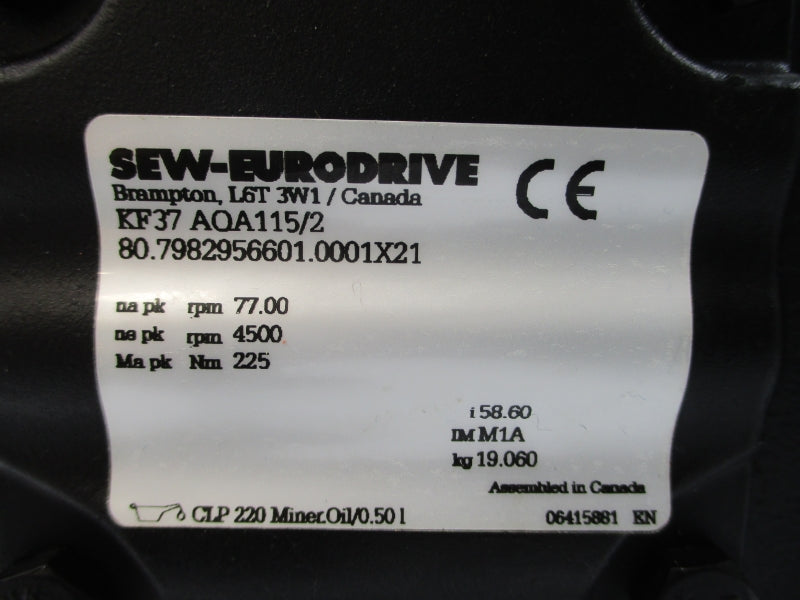 SEW-EURODRIVE
Brampton, L6T 3W1 / Canada
CE
KF37 AQA115/2
80.7982956601.0001X21
na pk rpm 77.00
ne pk rpm 4500
Ma pk Nm 225
i 58.60
IM M1A
kg 19.060
Assembled in Canada
CLP 220 Miner.Oil/0.50 l
06415881 KN